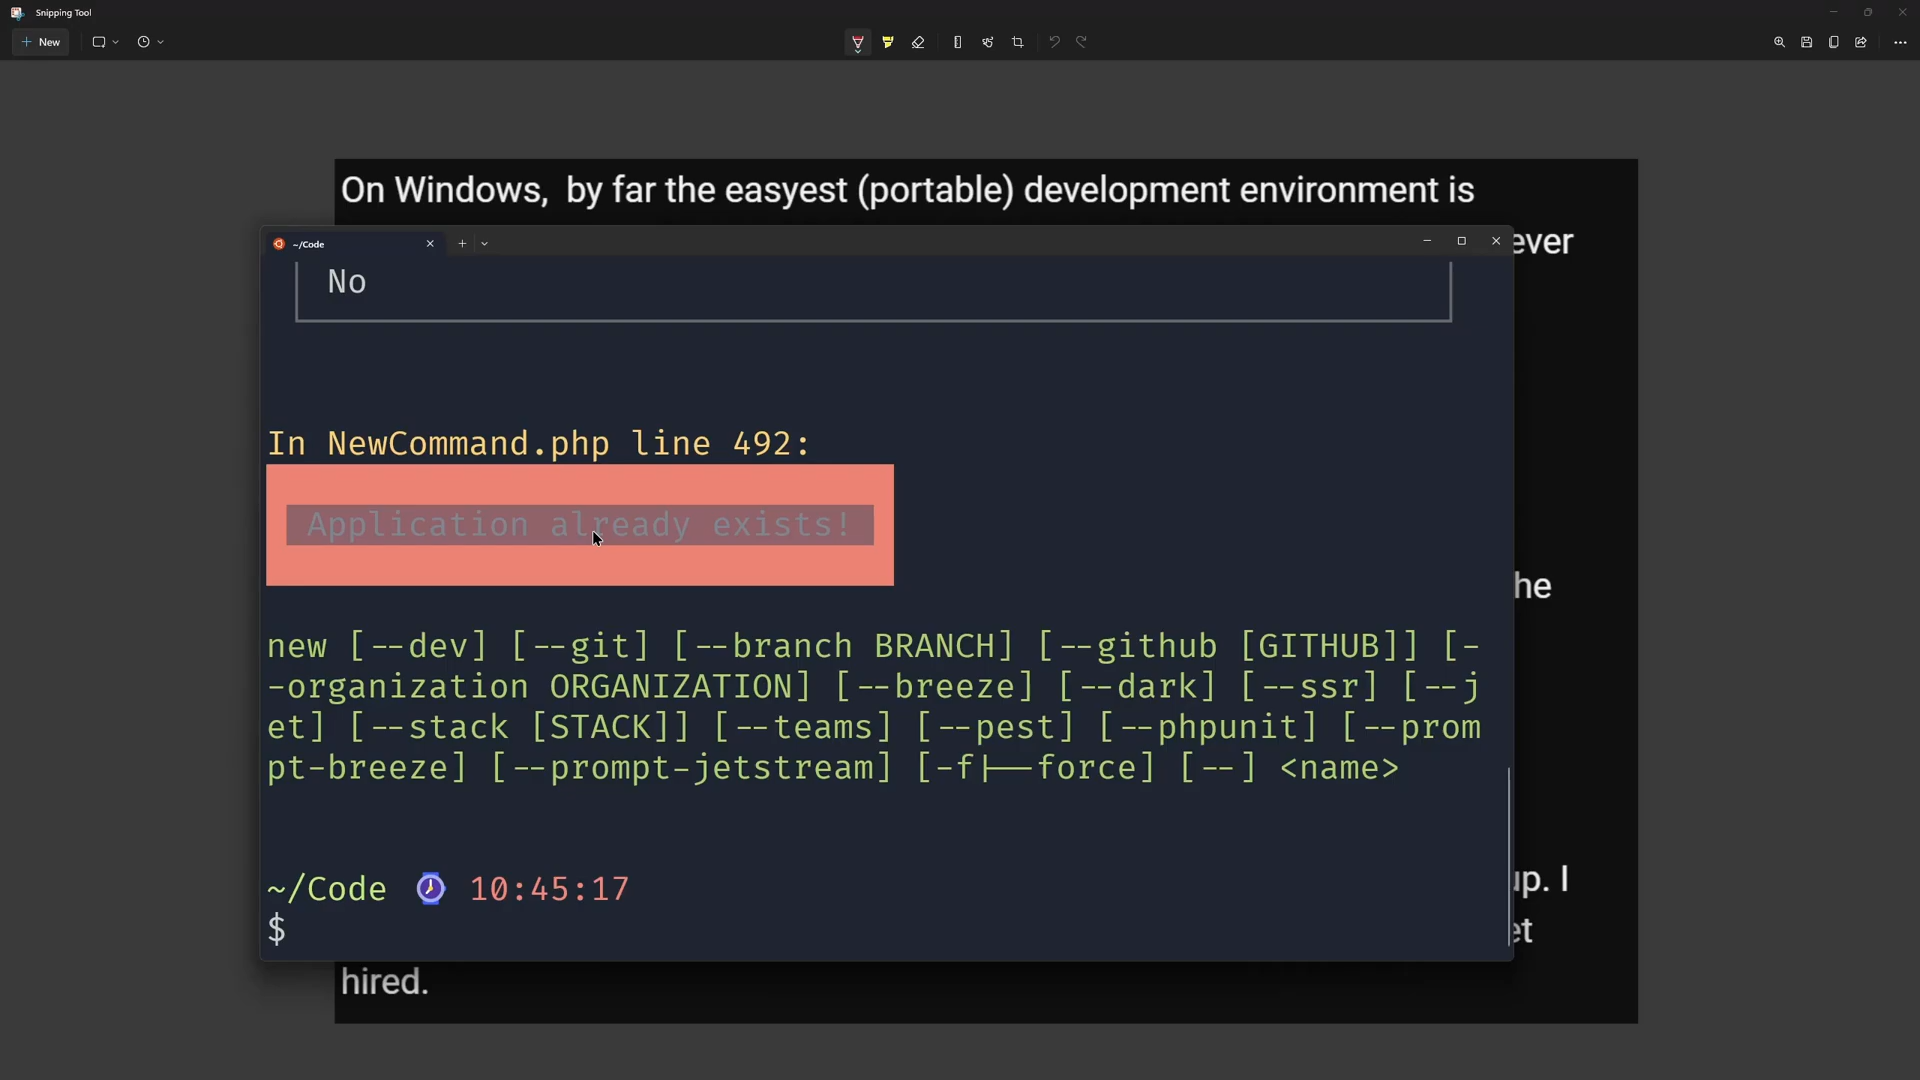 Snipping Tool
New
On Windows, by far the easyest (portable) development environment is
ever
~/Code
No
In NewCommand.php line 492:
Application already exists!
he
new [--dev] [--git] [--branch BRANCH] [--github [GITHUB]] [-
-organization ORGANIZATION] [--breeze] [--dark] [--ssr] [--j
et] [--stack [STACK]] [--teams] [--pest] [--phpunit] [--prom
pt-breeze] [--prompt-jetstream] [-f|--force] [--] <name>
~/Code 10:45:17
up. I
$
et
hired.